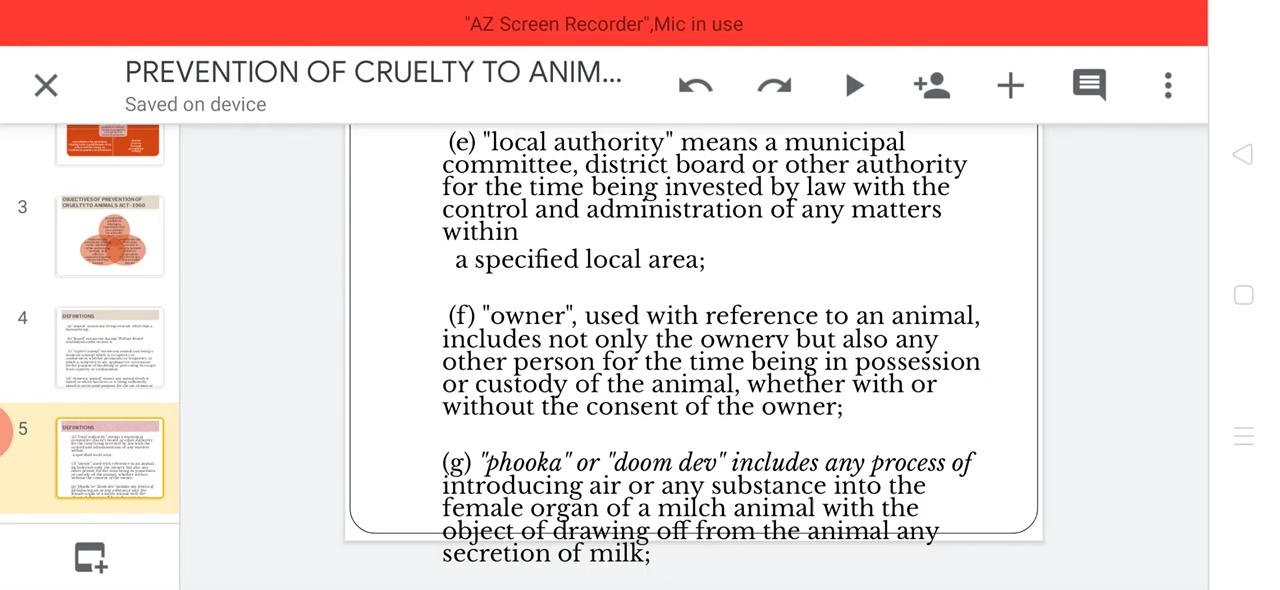 "AZ Screen Recorder",Mic in use
PREVENTION OF CRUELTY TO ANIM...
Saved on device
3
OBJECTIVES OF PREVENTION OF
CRUELTY TO ANIMALS ACT - 1960
4
DEFINITIONS
5
DEFINITIONS
(e) "local authority" means a municipal
committee, district board or other authority
for the time being invested by law with the
control and administration of any matters
within
a specified local area;
(f) "owner", used with reference to an animal,
includes not only the ownerv but also any
other person for the time being in possession
or custody of the animal, whether with or
without the consent of the owner;
(g) "phooka" or "doom dev" includes any process of
introducing air or any substance into the
female organ of a milch animal with the
object of drawing off from the animal any
secretion of milk;